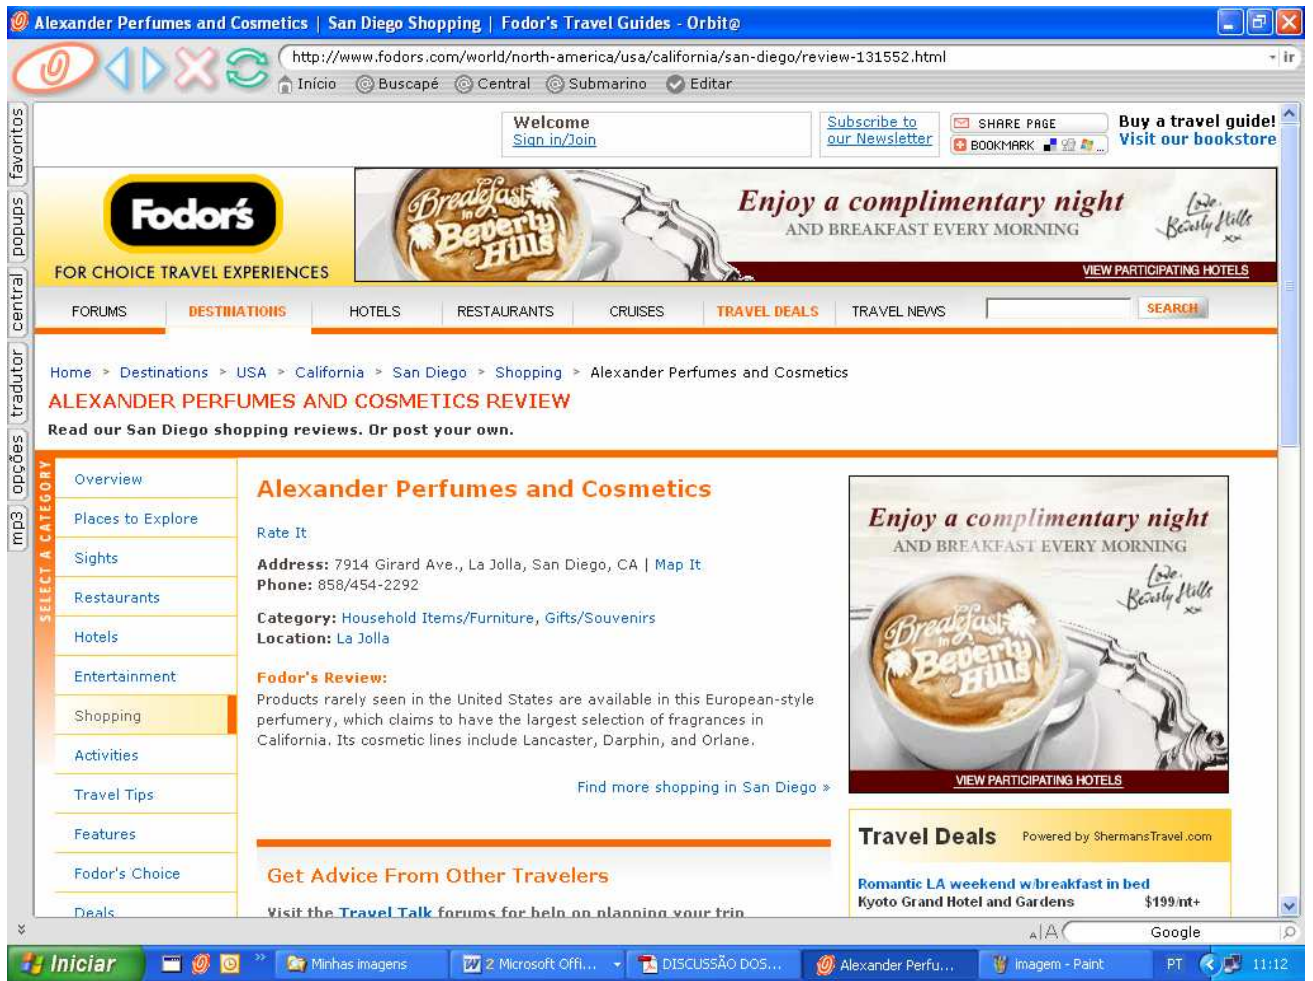 Alexander Perfumes and Cosmetics | San Diego Shopping | Fodor's Travel Guides - Orbit@
http://www.fodors.com/world/north-america/usa/california/san-diego/review-131552.html
ir
Início Buscapé Central Submarino Editar
favoritos
popups
central
tradutor
opções
mp3
Welcome
Sign in/Join
Subscribe to
our Newsletter
SHARE PAGE
BOOKMARK
Buy a travel guide!
Visit our bookstore
Fodor's
FOR CHOICE TRAVEL EXPERIENCES
Breakfast
in
Beverly
Hills
Enjoy a complimentary night
AND BREAKFAST EVERY MORNING
Love,
Beverly Hills
xx
VIEW PARTICIPATING HOTELS
FORUMS DESTINATIONS HOTELS RESTAURANTS CRUISES TRAVEL DEALS TRAVEL NEWS SEARCH
Home > Destinations > USA > California > San Diego > Shopping > Alexander Perfumes and Cosmetics
ALEXANDER PERFUMES AND COSMETICS REVIEW
Read our San Diego shopping reviews. Or post your own.
SELECT A CATEGORY
Overview
Places to Explore
Sights
Restaurants
Hotels
Entertainment
Shopping
Activities
Travel Tips
Features
Fodor's Choice
Deals
Alexander Perfumes and Cosmetics
Rate It
Address: 7914 Girard Ave., La Jolla, San Diego, CA | Map It
Phone: 858/454-2292
Category: Household Items/Furniture, Gifts/Souvenirs
Location: La Jolla
Fodor's Review:
Products rarely seen in the United States are available in this European-style
perfumery, which claims to have the largest selection of fragrances in
California. Its cosmetic lines include Lancaster, Darphin, and Orlane.
Find more shopping in San Diego »
Get Advice From Other Travelers
Visit the Travel Talk forums for help on planning your trip
Enjoy a complimentary night
AND BREAKFAST EVERY MORNING
Love,
Beverly Hills
xx
Breakfast
in
Beverly
Hills
VIEW PARTICIPATING HOTELS
Travel Deals Powered by ShermansTravel.com
Romantic LA weekend w/breakfast in bed
Kyoto Grand Hotel and Gardens $199/nt+
A|A Google
Iniciar Minhas imagens 2 Microsoft Offi... DISCUSSÃO DOS... Alexander Perfu... imagem - Paint PT 11:12